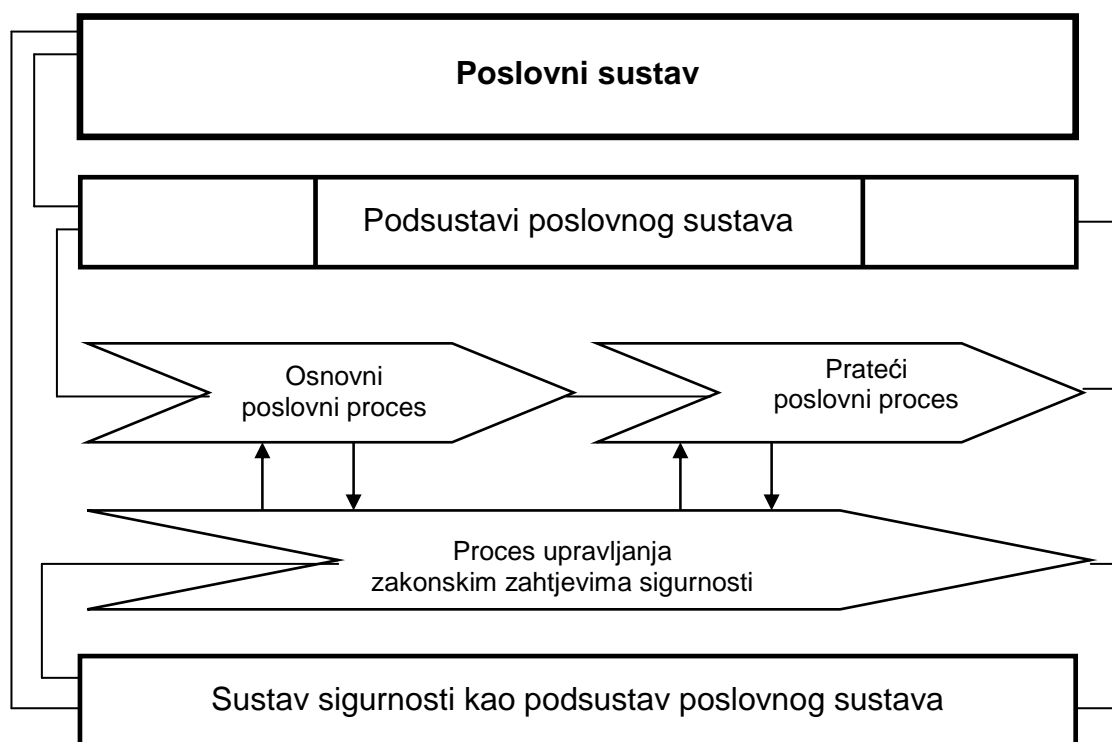 Poslovni sustav
Podsustavi poslovnog sustava
Osnovni
poslovni proces
Prateći
poslovni proces
Proces upravljanja
zakonskim zahtjevima sigurnosti
Sustav sigurnosti kao podsustav poslovnog sustava